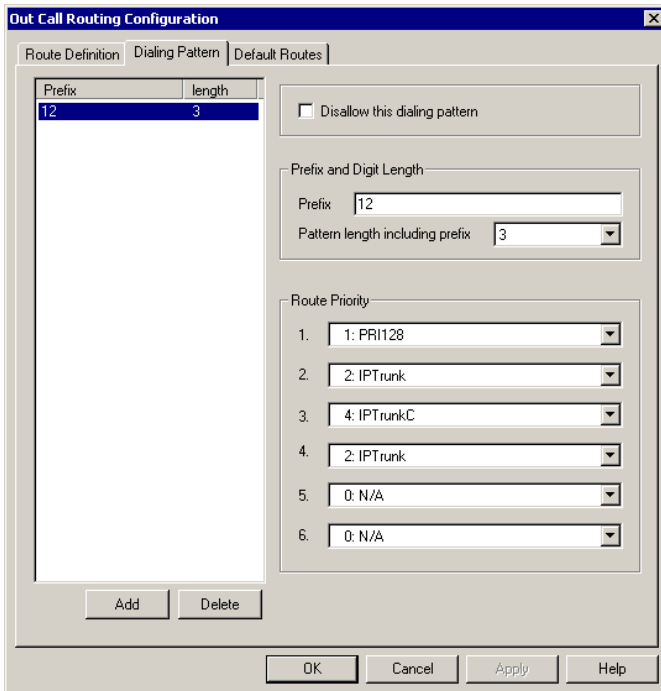 Out Call Routing Configuration
Route Definition Dialing Pattern Default Routes
Prefix length
12 3
Disallow this dialing pattern
Prefix and Digit Length
Prefix 12
Pattern length including prefix 3
Route Priority
1. 1: PRI128
2. 2: IPTrunk
3. 4: IPTrunkC
4. 2: IPTrunk
5. 0: N/A
6. 0: N/A
Add Delete
OK Cancel Apply Help